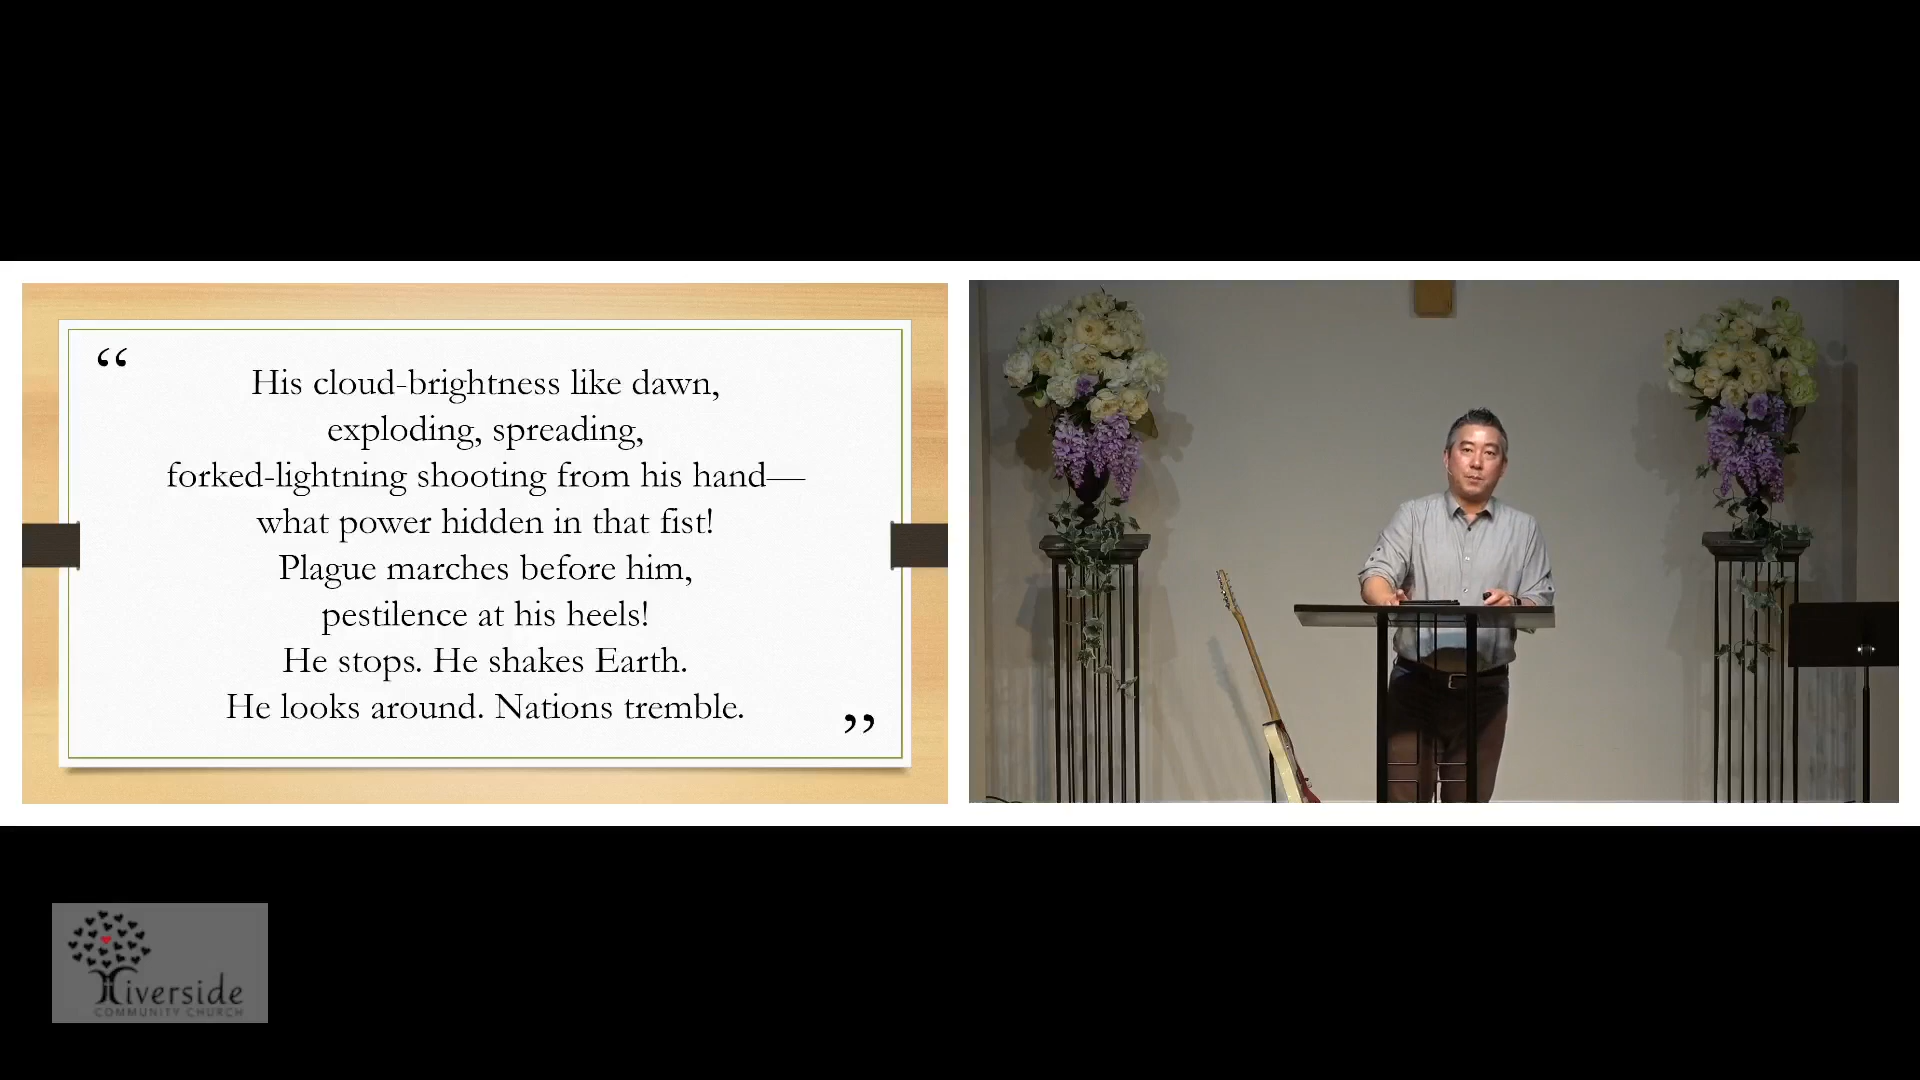 “
His cloud-brightness like dawn,
exploding, spreading,
forked-lightning shooting from his hand—
what power hidden in that fist!
Plague marches before him,
pestilence at his heels!
He stops. He shakes Earth.
He looks around. Nations tremble.
”
Riverside
COMMUNITY CHURCH